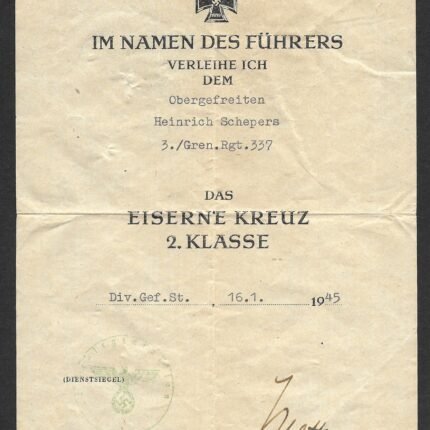 IM NAMEN DES FÜHRERS
VERLEIHE ICH
DEM
Obergefreiten
Heinrich Schepers
3./Gren.Rgt.337
DAS
EISERNE KREUZ
2. KLASSE
Div.Gef.St. , 16.1. 1945
(DIENSTSIEGEL)